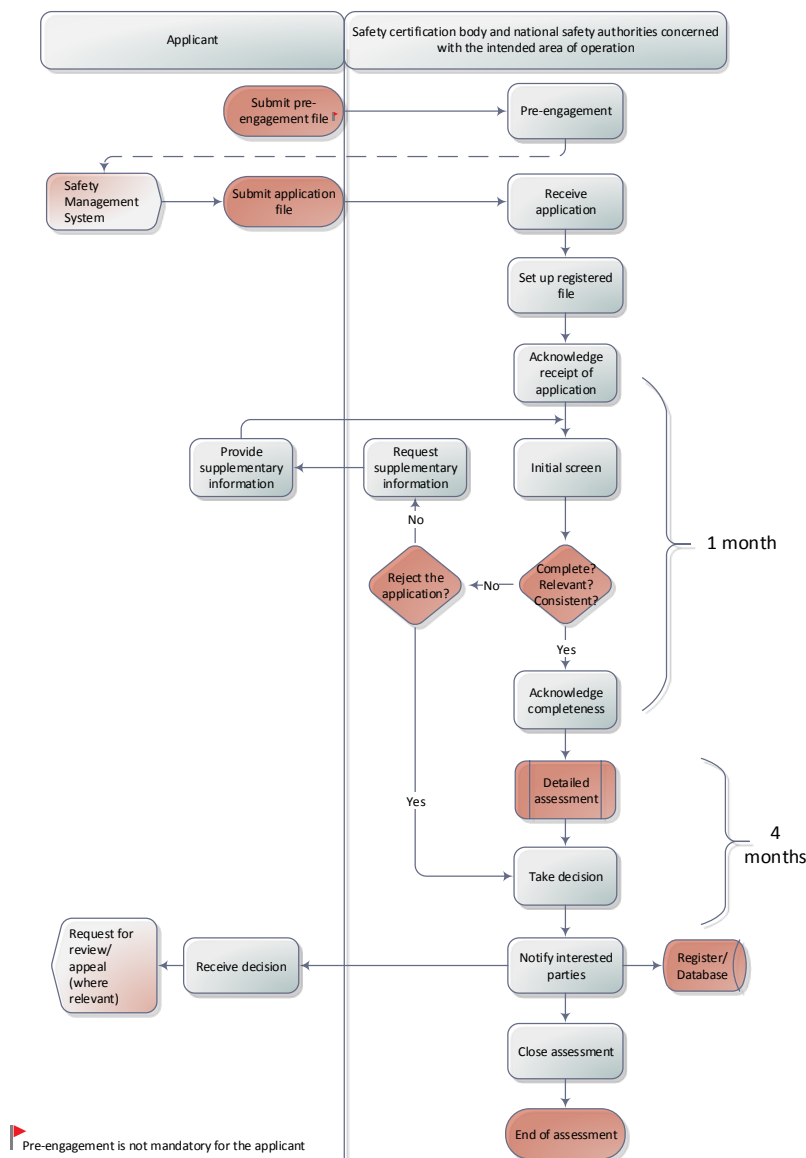 Applicant
Safety certification body and national safety authorities concerned
with the intended area of operation
Submit pre-
engagement file
Pre-engagement
Safety
Management
System
Submit application
file
Receive
application
Set up registered
file
Acknowledge
receipt of
application
Provide
supplementary
information
Request
supplementary
information
Initial screen
1 month
No
Reject the
application?
No
Complete?
Relevant?
Consistent?
Yes
Acknowledge
completeness
Detailed
assessment
Yes
4
months
Take decision
Request for
review/
appeal
(where
relevant)
Receive decision
Notify interested
parties
Register/
Database
Close assessment
End of assessment
Pre-engagement is not mandatory for the applicant